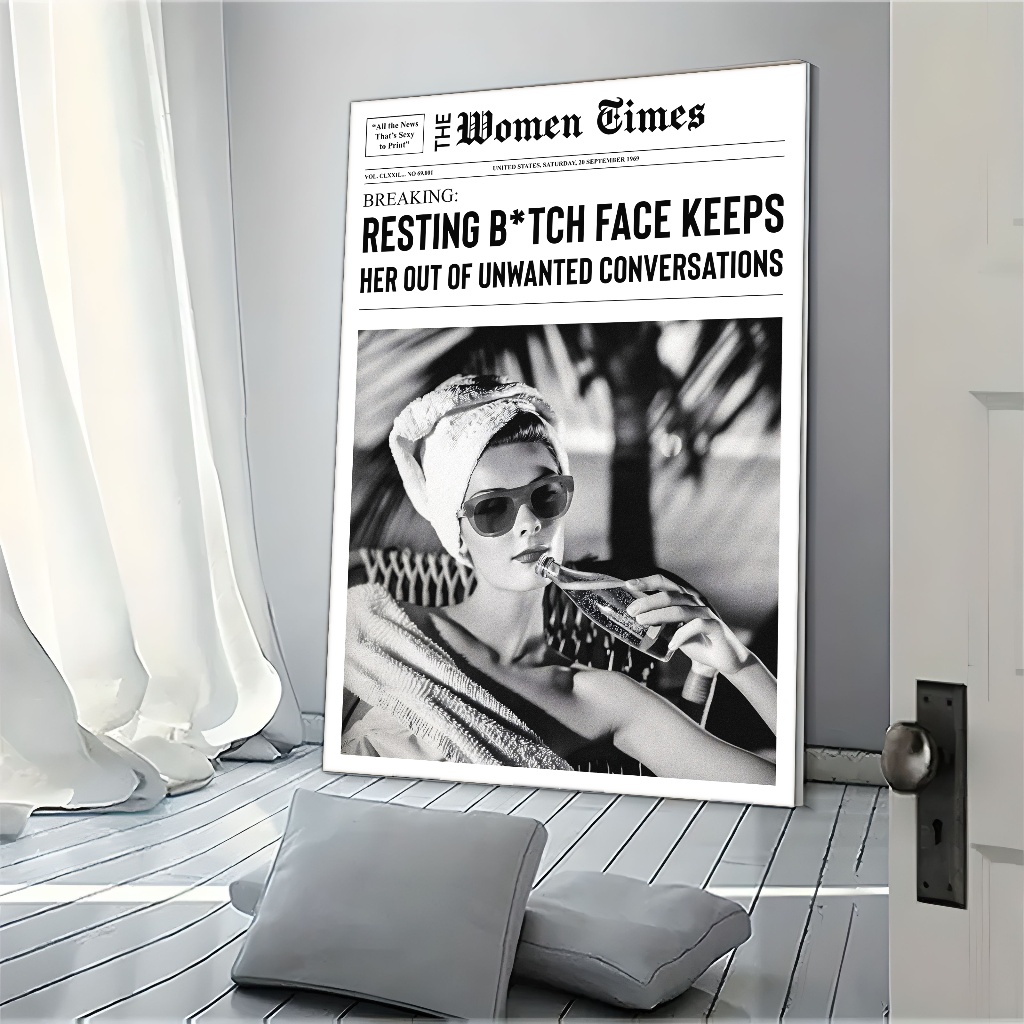 "All the News
That's Sexy
to Print"
THE Women Times
VOL. CLXXII... NO 69.001
UNITED STATES, SATURDAY, 20 SEPTEMBER 1969
BREAKING:
RESTING B*TCH FACE KEEPS
HER OUT OF UNWANTED CONVERSATIONS